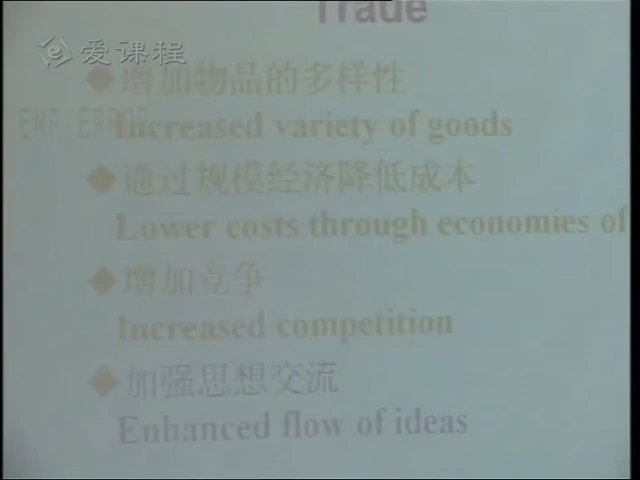 Trade
爱课程
增加物品的多样性
EMP ERROR
Increased variety of goods
通过规模经济降低成本
Lower costs through economies of
增加竞争
Increased competition
加强思想交流
Enhanced flow of ideas